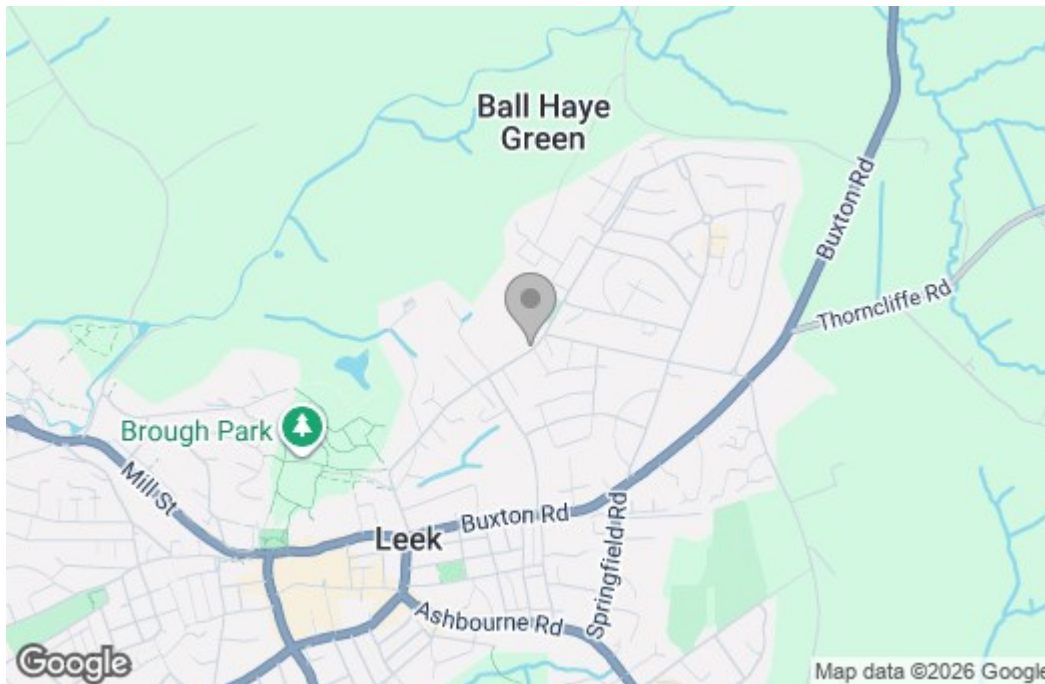 Ball Haye
Green
Buxton Rd
Thorncliffe Rd
Brough Park
Mill St
Buxton Rd
Leek
Springfield Rd
Ashbourne Rd
Google
Map data ©2026 Google